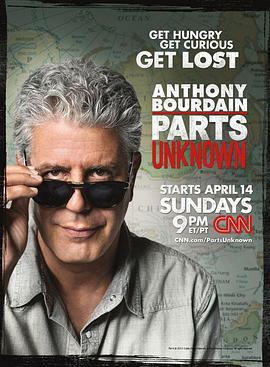 GET HUNGRY
GET CURIOUS
GET LOST
ANTHONY
BOURDAIN
PARTS
UNKNOWN
STARTS APRIL 14
SUNDAYS
9PM ET/PT CNN
CNN.com/PartsUnknown